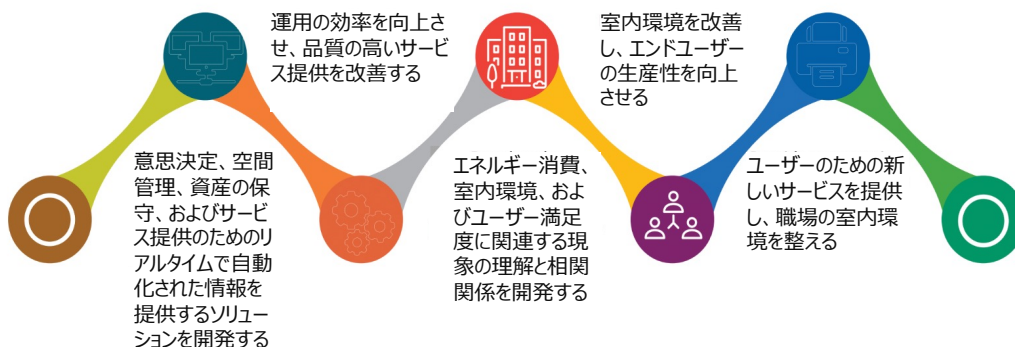 意思決定、空間
管理、資産の保
守、およびサービ
ス提供のためのリ
アルタイムで自動
化された情報を
提供するソリュー
ションを開発する
運用の効率を向上さ
せ、品質の高いサービ
ス提供を改善する
エネルギー消費、
室内環境、およ
びユーザー満足
度に関連する現
象の理解と相関
関係を開発する
室内環境を改善
し、エンドユーザー
の生産性を向上
させる
ユーザーのための新
しいサービスを提供
し、職場の室内環
境を整える